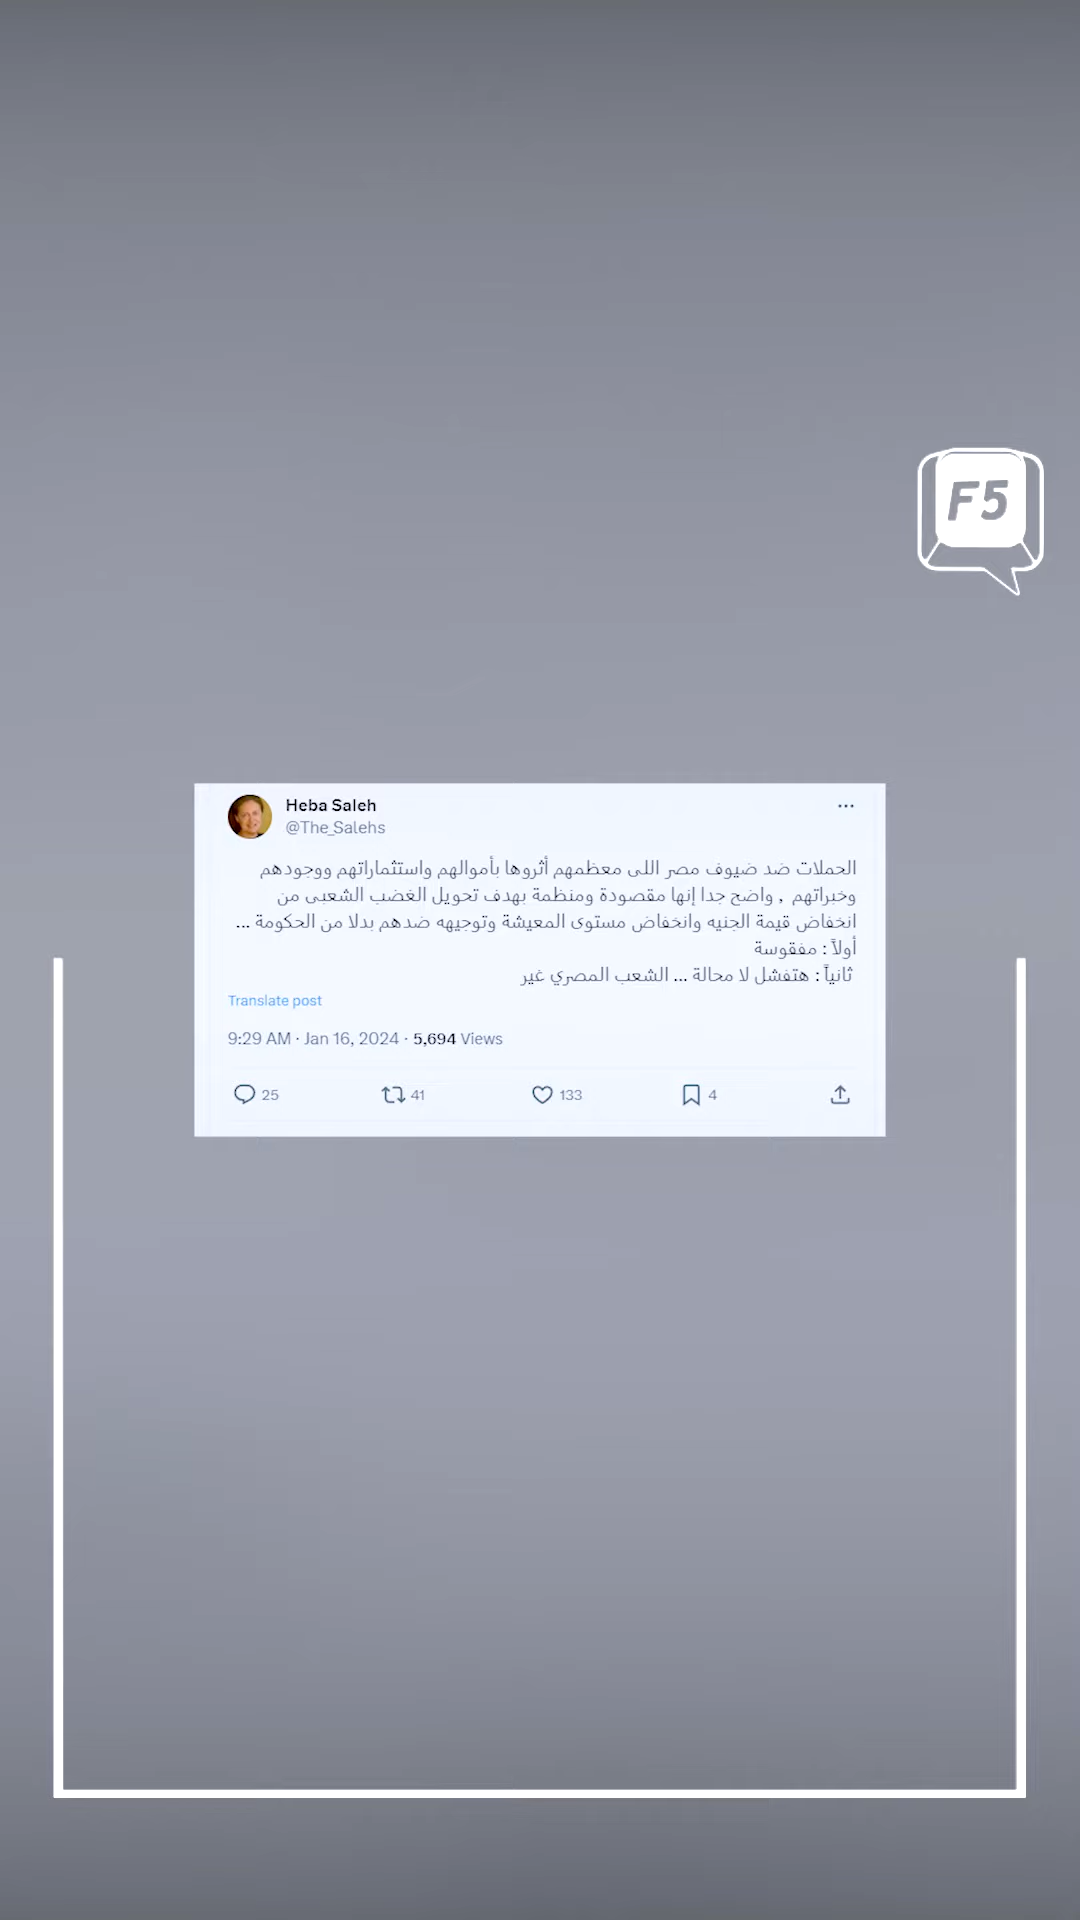 F5
Heba Saleh
@The_Salehs
الحملات ضد ضيوف مصر اللى معظمهم أثروها بأموالهم واستثماراتهم ووجودهم
وخبراتهم , واضح جدا إنها مقصودة ومنظمة بهدف تحويل الغضب الشعبى من
انخفاض قيمة الجنيه وانخفاض مستوى المعيشة وتوجيهه ضدهم بدلا من الحكومة ...
أولاً : مفقوسة
ثانياً : هتفشل لا محالة ... الشعب المصري غير
Translate post
9:29 AM · Jan 16, 2024 · 5,694 Views
25 41 133 4